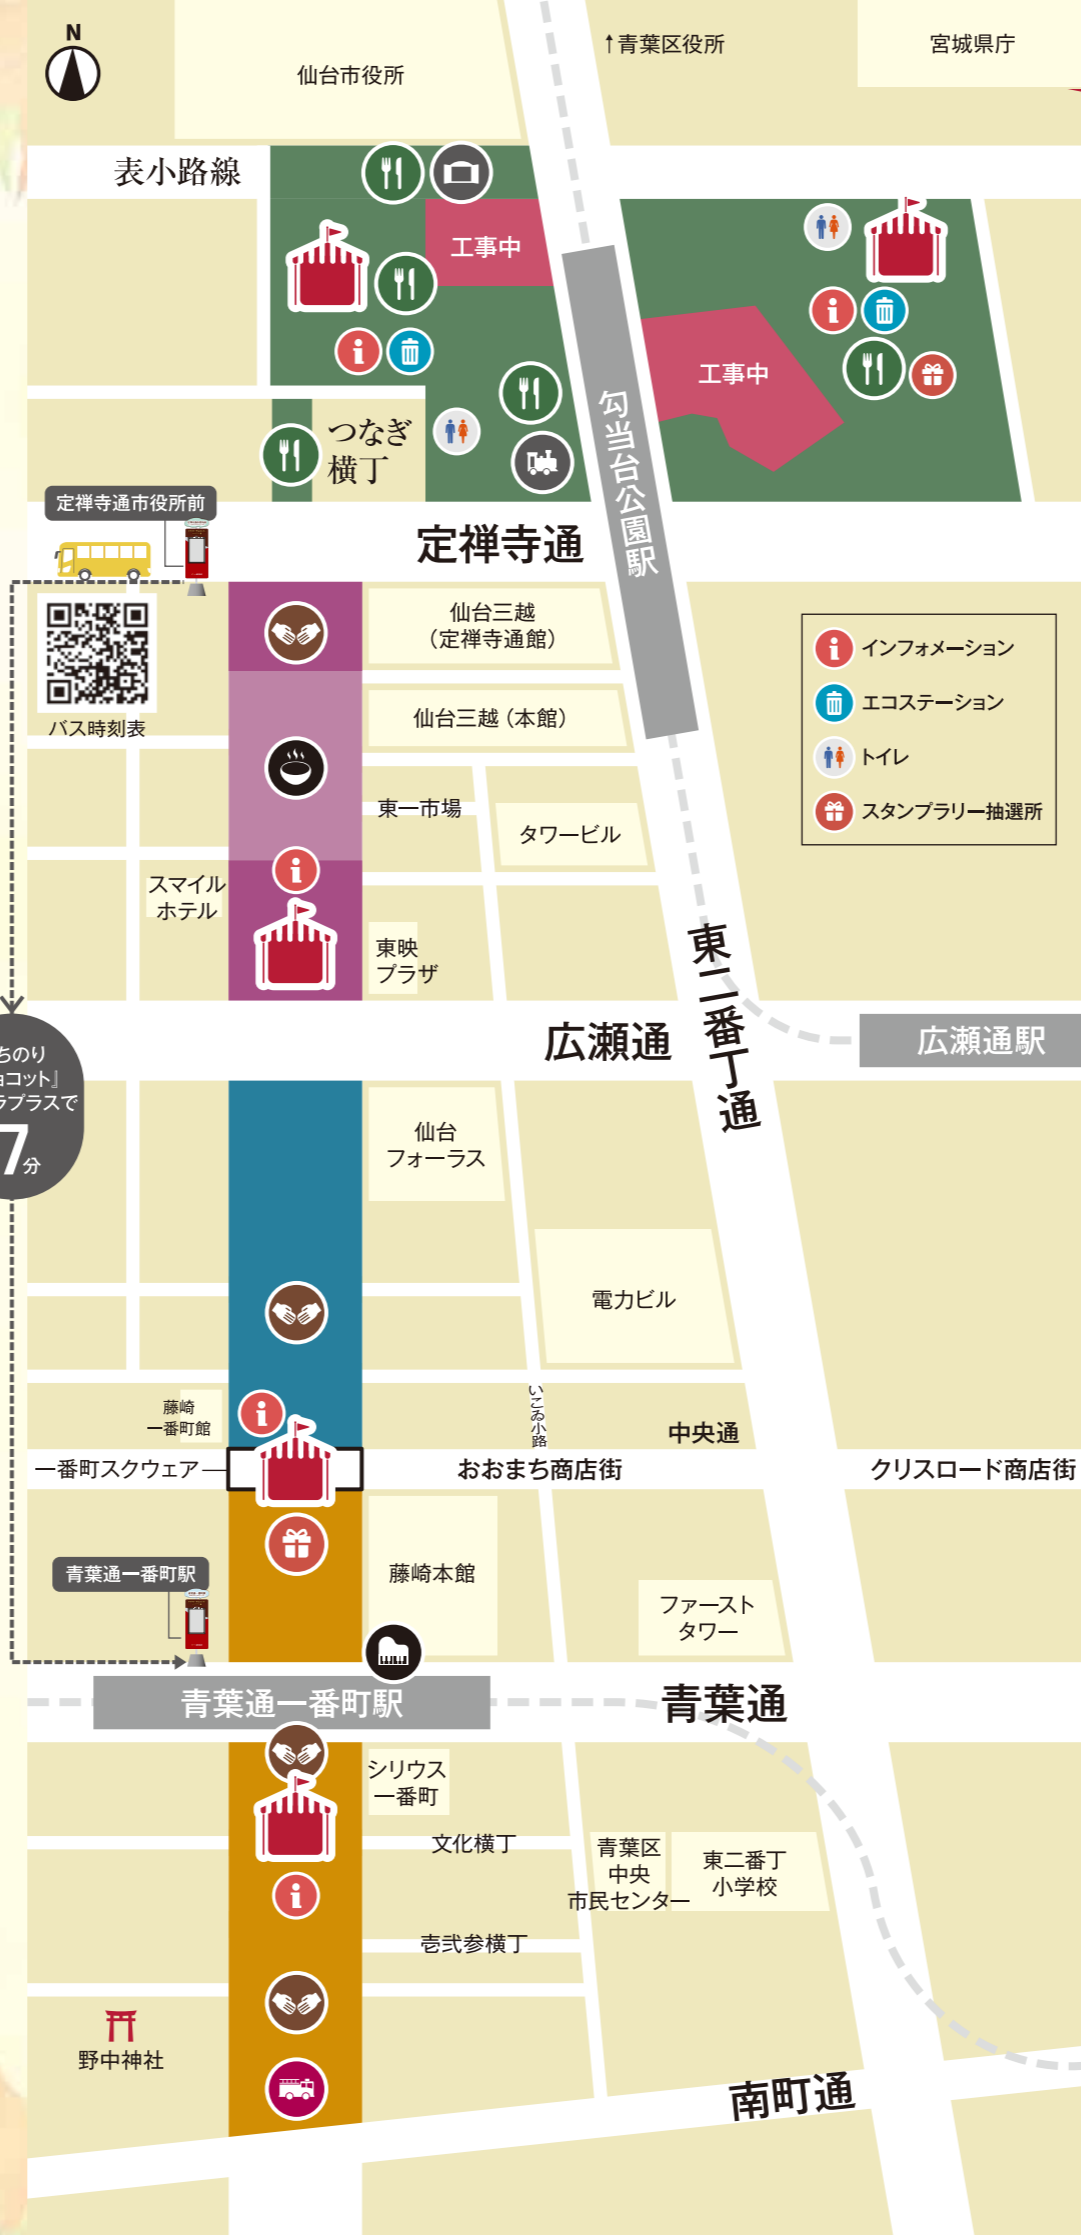 N
仙台市役所
↑青葉区役所
宮城県庁
表小路線
工事中
工事中
つなぎ
横丁
勾当台公園駅
定禅寺通市役所前
定禅寺通
バス時刻表
仙台三越
（定禅寺通館）
仙台三越（本館）
インフォメーション
エコステーション
トイレ
スタンプラリー抽選所
東一市場
タワービル
スマイル
ホテル
東映
プラザ
東二番丁通
広瀬通
広瀬通駅
ちのり
ョコット』
ラプラスで
7分
仙台
フォーラス
電力ビル
藤崎
一番町館
いこゐ小路
中央通
一番町スクウェア
おおまち商店街
クリスロード商店街
藤崎本館
青葉通一番町駅
ファースト
タワー
青葉通一番町駅
青葉通
シリウス
一番町
文化横丁
青葉区
中央
市民センター
東二番丁
小学校
壱弐参横丁
野中神社
南町通